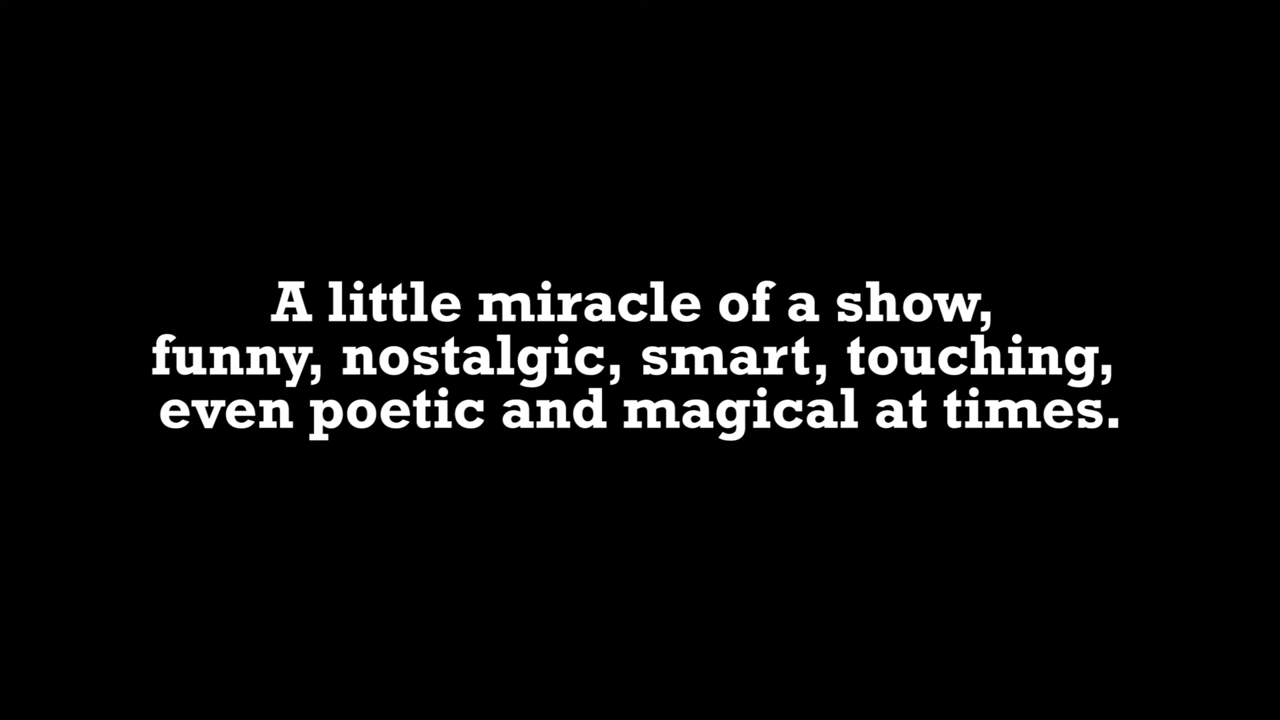 A little miracle of a show,
funny, nostalgic, smart, touching,
even poetic and magical at times.